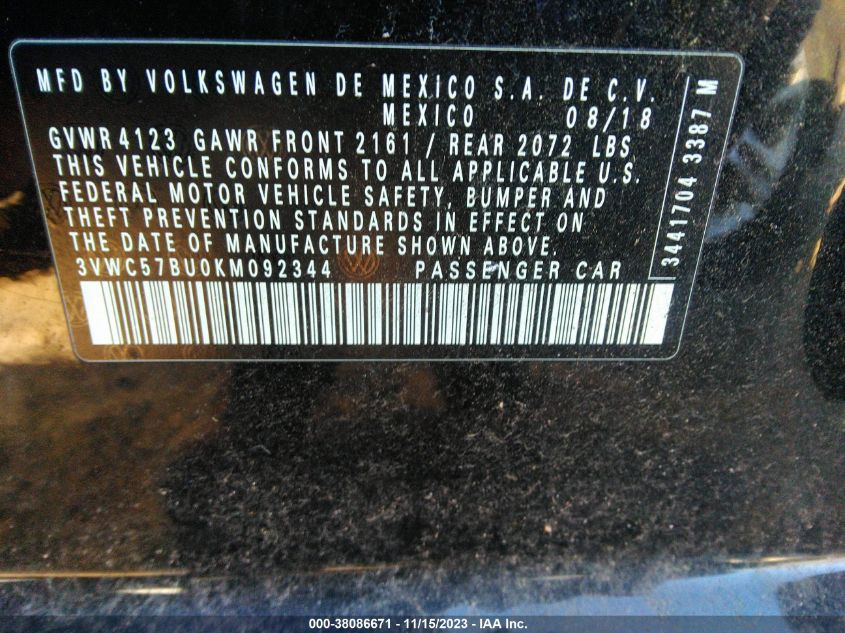 MFD BY VOLKSWAGEN DE MEXICO S.A. DE C.V.
MEXICO 08/18
GVWR 4123 GAWR FRONT 2161 / REAR 2072 LBS
THIS VEHICLE CONFORMS TO ALL APPLICABLE U.S.
FEDERAL MOTOR VEHICLE SAFETY, BUMPER AND
THEFT PREVENTION STANDARDS IN EFFECT ON
THE DATE OF MANUFACTURE SHOWN ABOVE.
3VWC57BU0KM092344 PASSENGER CAR
3441704 3387 M
000-38086671 - 11/15/2023 - IAA Inc.